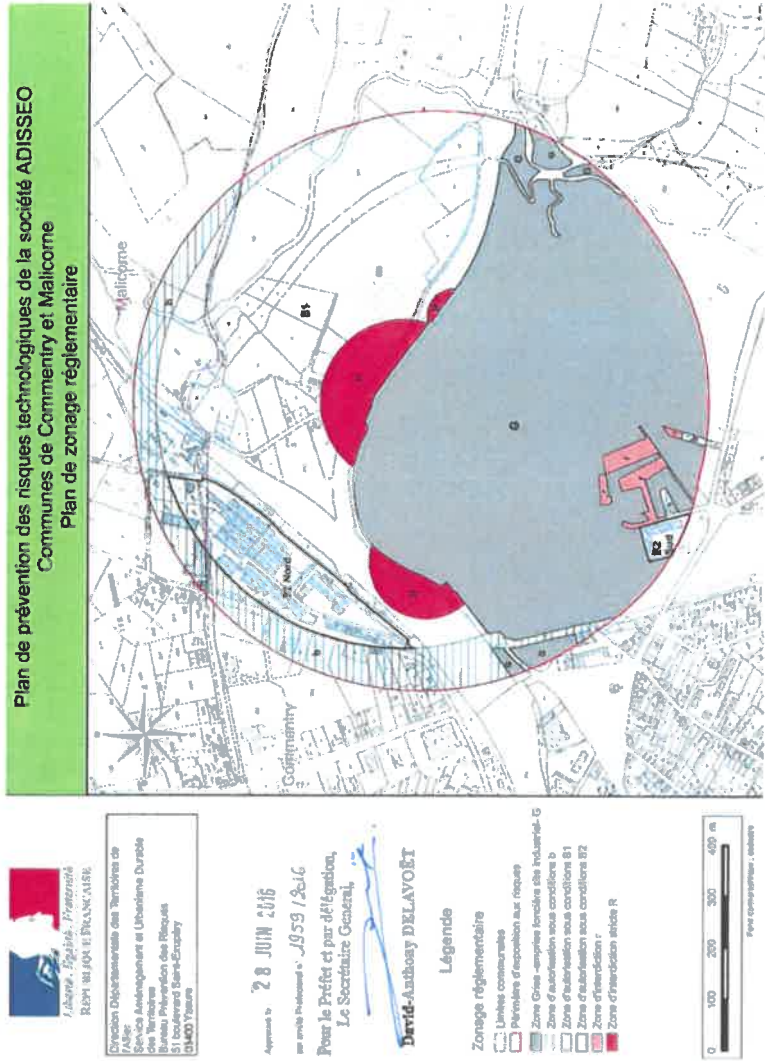 Plan de prévention des risques technologiques de la société ADISSEO
Communes de Commentry et Malicorne
Plan de zonage réglementaire
Liberté · Égalité · Fraternité
RÉPUBLIQUE FRANÇAISE
Direction Départementale des Territoires de
l'Allier
Service Aménagement et Urbanisme Durable
des Territoires
Bureau Prévention des Risques
51 boulevard Saint-Exupéry
03400 Yzeure
28 JUIN 2016
1959 / 2016
Pour le Préfet et par délégation,
Le Secrétaire Général,
David-Anthony DELAVOËT
Légende
Zonage réglementaire
Limites communales
Périmètre d'exposition aux risques
Zone Grise - emprise foncière site industriel - G
Zone d'autorisation sous conditions b
Zone d'autorisation sous conditions B1
Zone d'autorisation sous conditions B2
Zone d'interdiction r
Zone d'interdiction stricte R
0 100 200 300 400 m
Malicorne
Commentry
B1
Nord
G
B2
Sud
b